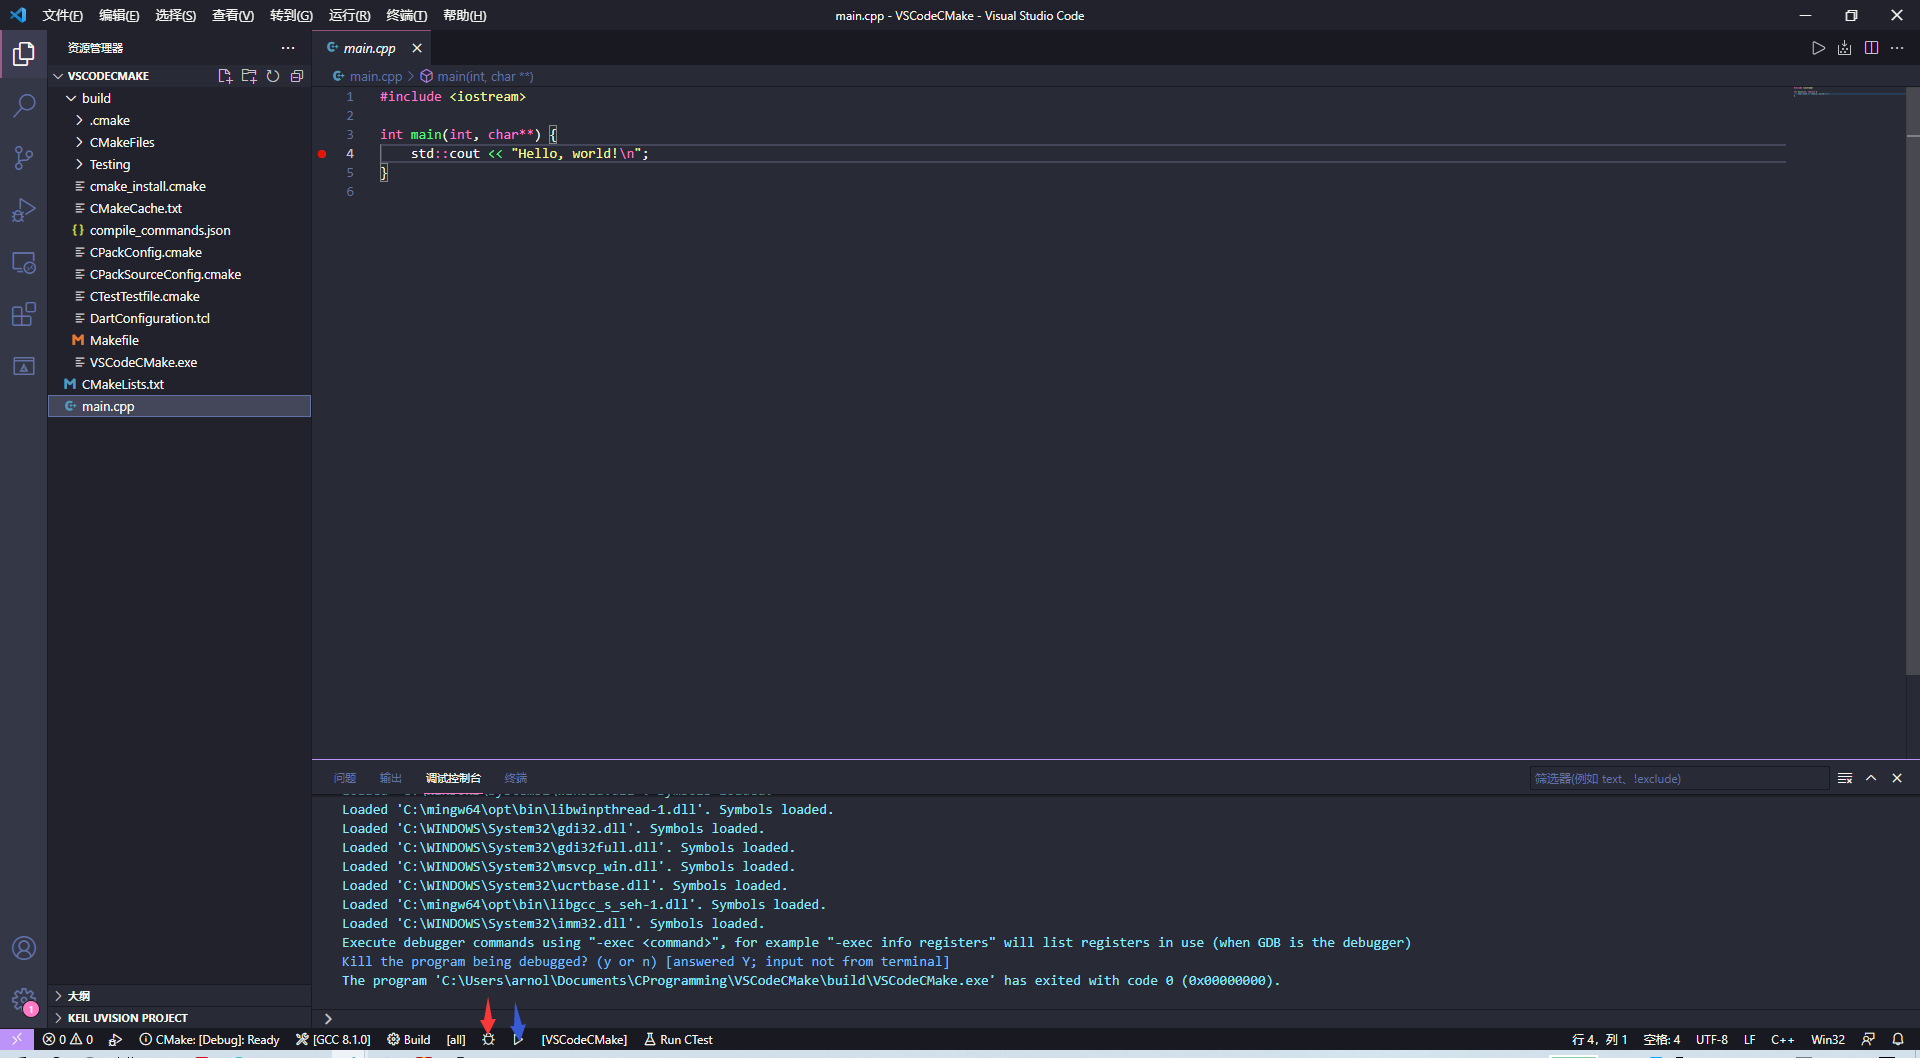 文件(F) 编辑(E) 选择(S) 查看(V) 转到(G) 运行(R) 终端(T) 帮助(H) main.cpp - VSCodeCMake - Visual Studio Code
资源管理器
VSCODECMAKE
build
.cmake
CMakeFiles
Testing
cmake_install.cmake
CMakeCache.txt
compile_commands.json
CPackConfig.cmake
CPackSourceConfig.cmake
CTestTestfile.cmake
DartConfiguration.tcl
Makefile
VSCodeCMake.exe
CMakeLists.txt
main.cpp
大纲
KEIL UVISION PROJECT
main.cpp
main.cpp > main(int, char **)
1 #include <iostream>
2
3 int main(int, char**) {
4 std::cout << "Hello, world!\n";
5 }
6
问题 输出 调试控制台 终端 筛选器(例如 text、!exclude)
Loaded 'C:\mingw64\opt\bin\libwinpthread-1.dll'. Symbols loaded.
Loaded 'C:\WINDOWS\System32\gdi32.dll'. Symbols loaded.
Loaded 'C:\WINDOWS\System32\gdi32full.dll'. Symbols loaded.
Loaded 'C:\WINDOWS\System32\msvcp_win.dll'. Symbols loaded.
Loaded 'C:\WINDOWS\System32\ucrtbase.dll'. Symbols loaded.
Loaded 'C:\mingw64\opt\bin\libgcc_s_seh-1.dll'. Symbols loaded.
Loaded 'C:\WINDOWS\System32\imm32.dll'. Symbols loaded.
Execute debugger commands using "-exec <command>", for example "-exec info registers" will list registers in use (when GDB is the debugger)
Kill the program being debugged? (y or n) [answered Y; input not from terminal]
The program 'C:\Users\arnol\Documents\CProgramming\VSCodeCMake\build\VSCodeCMake.exe' has exited with code 0 (0x00000000).
1
0 0 CMake: [Debug]: Ready [GCC 8.1.0] Build [all] [VSCodeCMake] Run CTest 行 4，列 1 空格: 4 UTF-8 LF C++ Win32